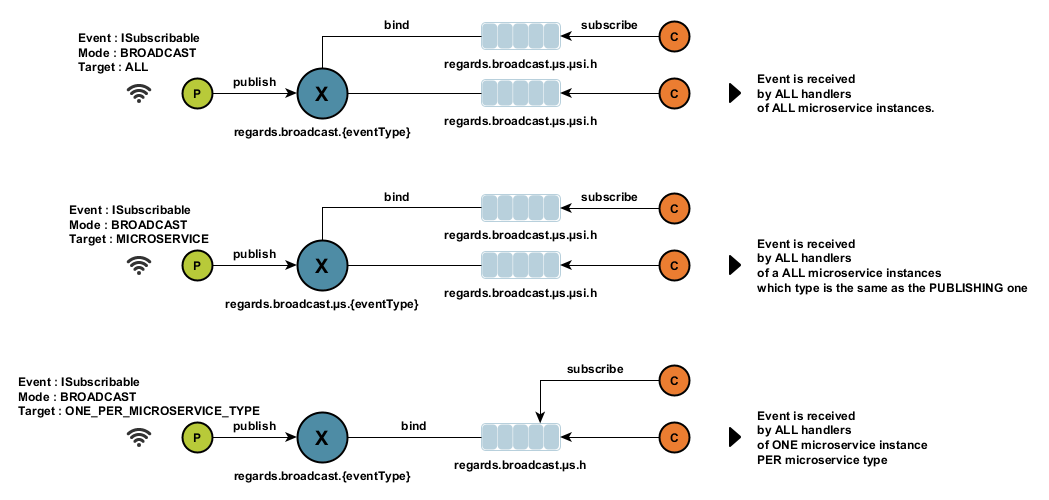 bind
subscribe
Event : ISubscribable
Mode : BROADCAST
Target : ALL
C
regards.broadcast.µs.µsi.h
publish
P
X
C
Event is received
by ALL handlers
of ALL microservice instances.
regards.broadcast.µs.µsi.h
regards.broadcast.{eventType}
bind
subscribe
Event : ISubscribable
Mode : BROADCAST
Target : MICROSERVICE
C
regards.broadcast.µs.µsi.h
publish
P
X
C
Event is received
by ALL handlers
of a ALL microservice instances
which type is the same as the PUBLISHING one
regards.broadcast.µs.µsi.h
regards.broadcast.µs.{eventType}
subscribe
Event : ISubscribable
Mode : BROADCAST
Target : ONE_PER_MICROSERVICE_TYPE
C
publish
bind
P
X
C
Event is received
by ALL handlers
of ONE microservice instance
PER microservice type
regards.broadcast.µs.h
regards.broadcast.{eventType}